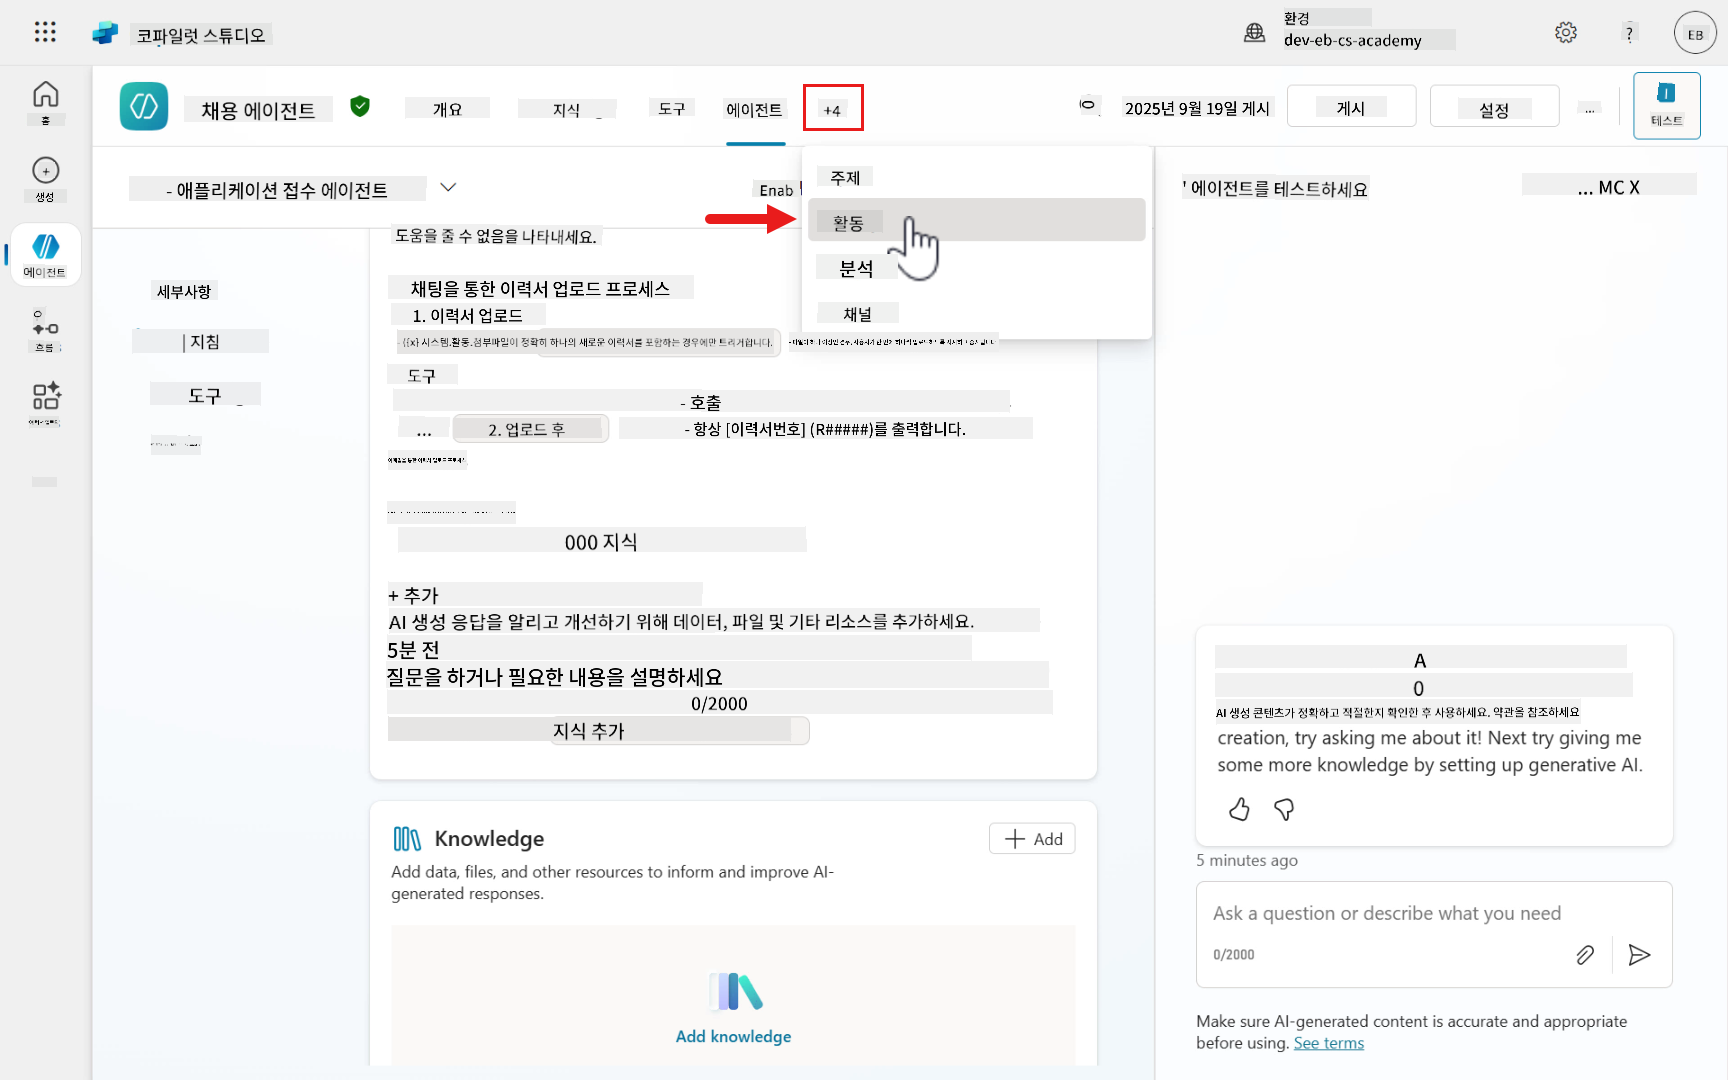 코파일럿 스튜디오
환경
dev-eb-cs-academy
?
EB
홈
생성
에이전트
흐름
채용 에이전트
개요
지식
도구
에이전트
+4
2025년 9월 19일 게시
게시
설정
...
테스트
- 애플리케이션 접수 에이전트
Enab
주제
활동
분석
채널
' 에이전트를 테스트하세요
... MC X
세부사항
| 지침
도구
도움을 줄 수 없음을 나타내세요.
채팅을 통한 이력서 업로드 프로세스
1. 이력서 업로드
- ({x} 시스템.활동.첨부파일이 정확히 하나의 새로운 이력서를 포함하는 경우에만 트리거합니다.
도구
- 호출
...
2. 업로드 후
- 항상 [이력서번호] (R#####)를 출력합니다.
이메일을 통한 이력서 업로드 프로세스
000 지식
+ 추가
AI 생성 응답을 알리고 개선하기 위해 데이터, 파일 및 기타 리소스를 추가하세요.
5분 전
질문을 하거나 필요한 내용을 설명하세요
0/2000
지식 추가
Knowledge
Add
Add data, files, and other resources to inform and improve AI-
generated responses.
Add knowledge
A
0
AI 생성 콘텐츠가 정확하고 적절한지 확인한 후 사용하세요. 약관을 참조하세요
creation, try asking me about it! Next try giving me
some more knowledge by setting up generative AI.
5 minutes ago
Ask a question or describe what you need
0/2000
Make sure AI-generated content is accurate and appropriate
before using. See terms